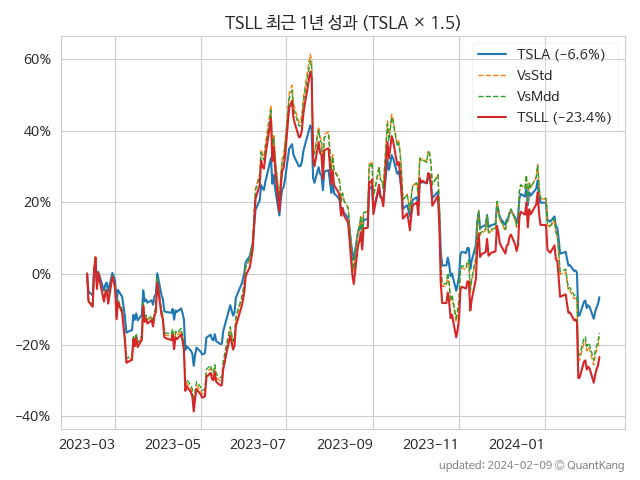 TSLL 최근 1년 성과 (TSLA × 1.5)
TSLA (−6.6%)
VsStd
VsMdd
TSLL (−23.4%)
60%
40%
20%
0%
−20%
−40%
2023-03
2023-05
2023-07
2023-09
2023-11
2024-01
updated: 2024-02-09 © QuantKang